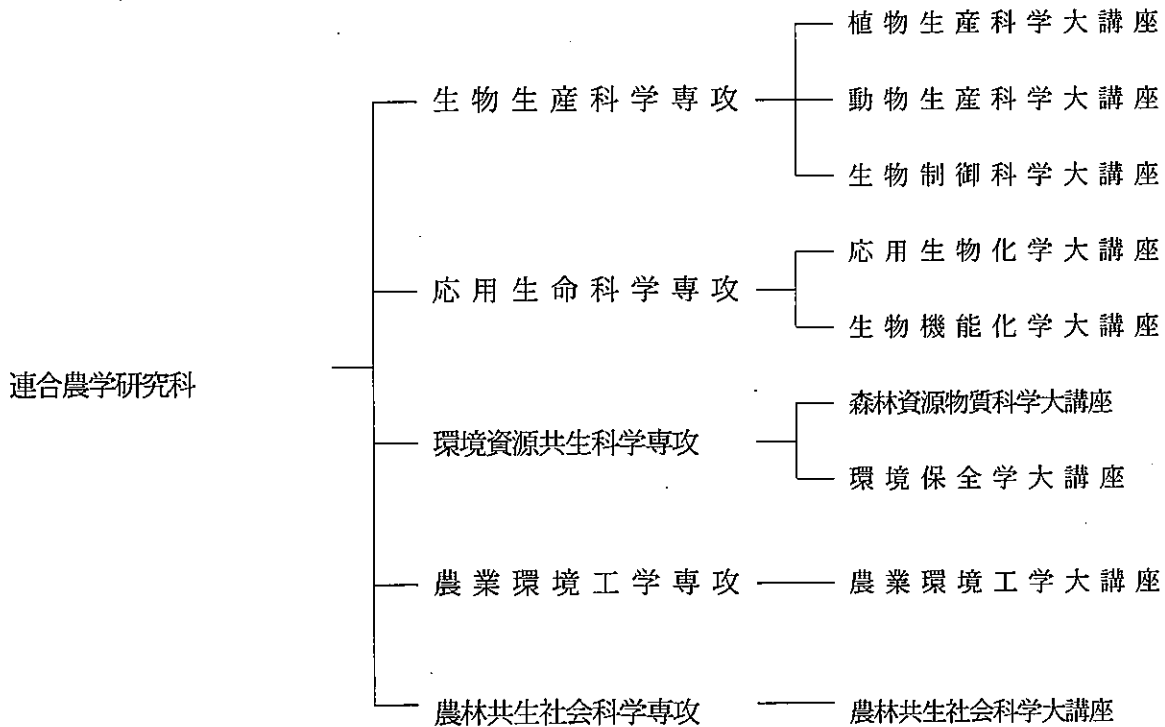 連合農学研究科
生物生産科学専攻
植物生産科学大講座
動物生産科学大講座
生物制御科学大講座
応用生命科学専攻
応用生物化学大講座
生物機能化学大講座
環境資源共生科学専攻
森林資源物質科学大講座
環境保全学大講座
農業環境工学専攻
農業環境工学大講座
農林共生社会科学専攻
農林共生社会科学大講座